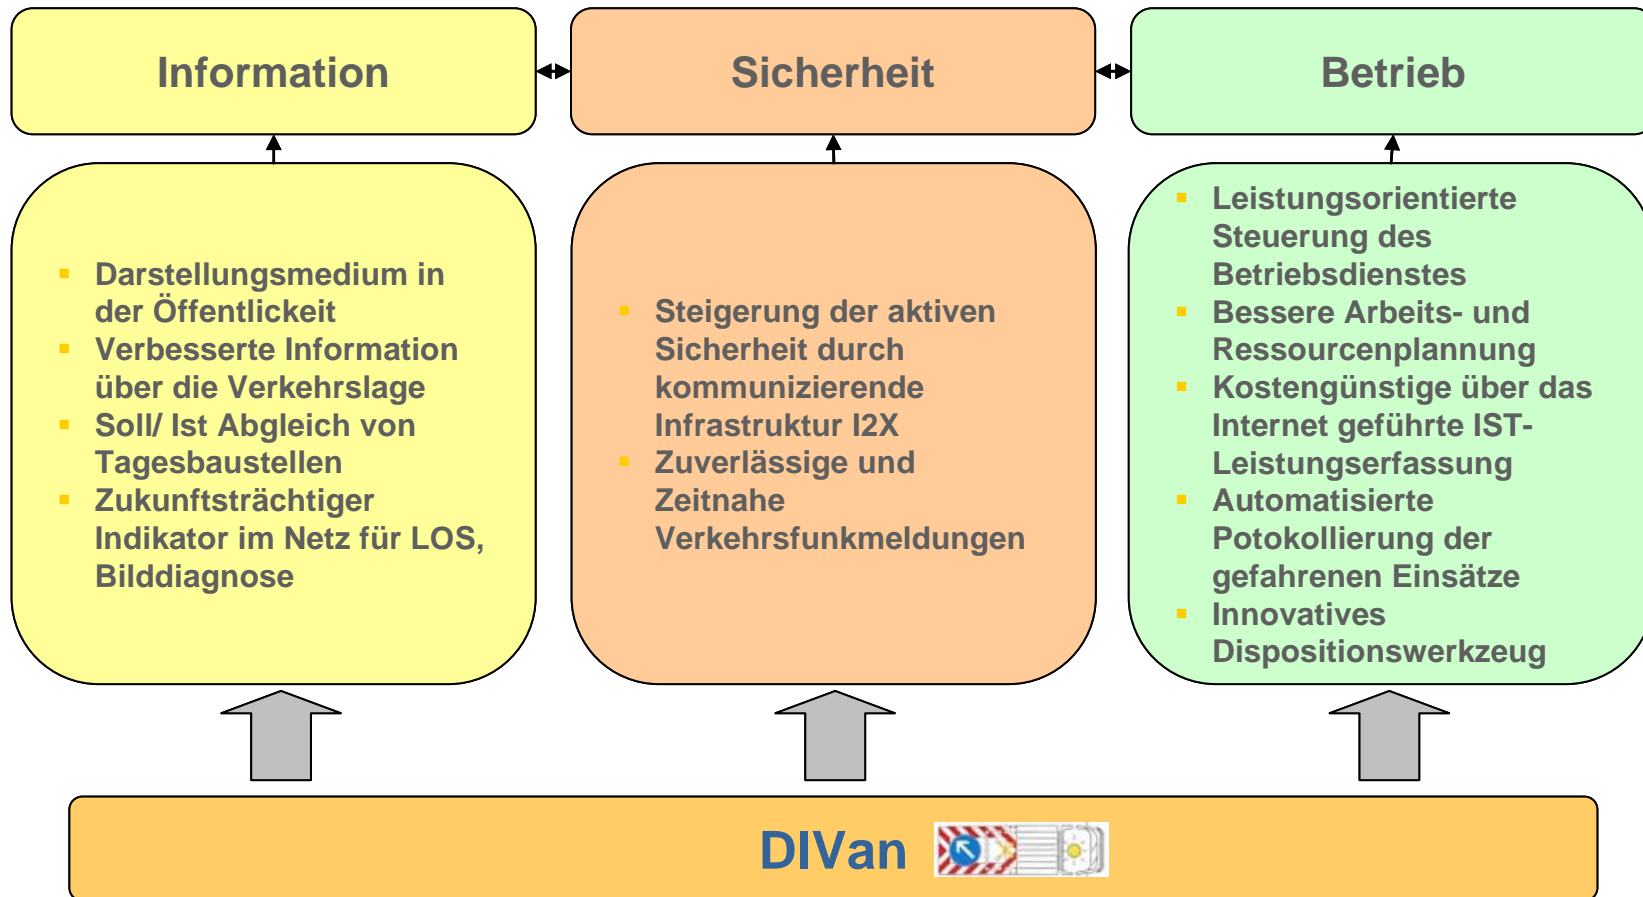 Information
Sicherheit
Betrieb
Darstellungsmedium in
der Öffentlickeit
Verbesserte Information
über die Verkehrslage
Soll/ Ist Abgleich von
Tagesbaustellen
Zukunftsträchtiger
Indikator im Netz für LOS,
Bilddiagnose
Steigerung der aktiven
Sicherheit durch
kommunizierende
Infrastruktur I2X
Zuverlässige und
Zeitnahe
Verkehrsfunkmeldungen
Leistungsorientierte
Steuerung des
Betriebsdienstes
Bessere Arbeits- und
Ressourcenplannung
Kostengünstige über das
Internet geführte IST-
Leistungserfassung
Automatisierte
Potokollierung der
gefahrenen Einsätze
Innovatives
Dispositionswerkzeug
DIVan